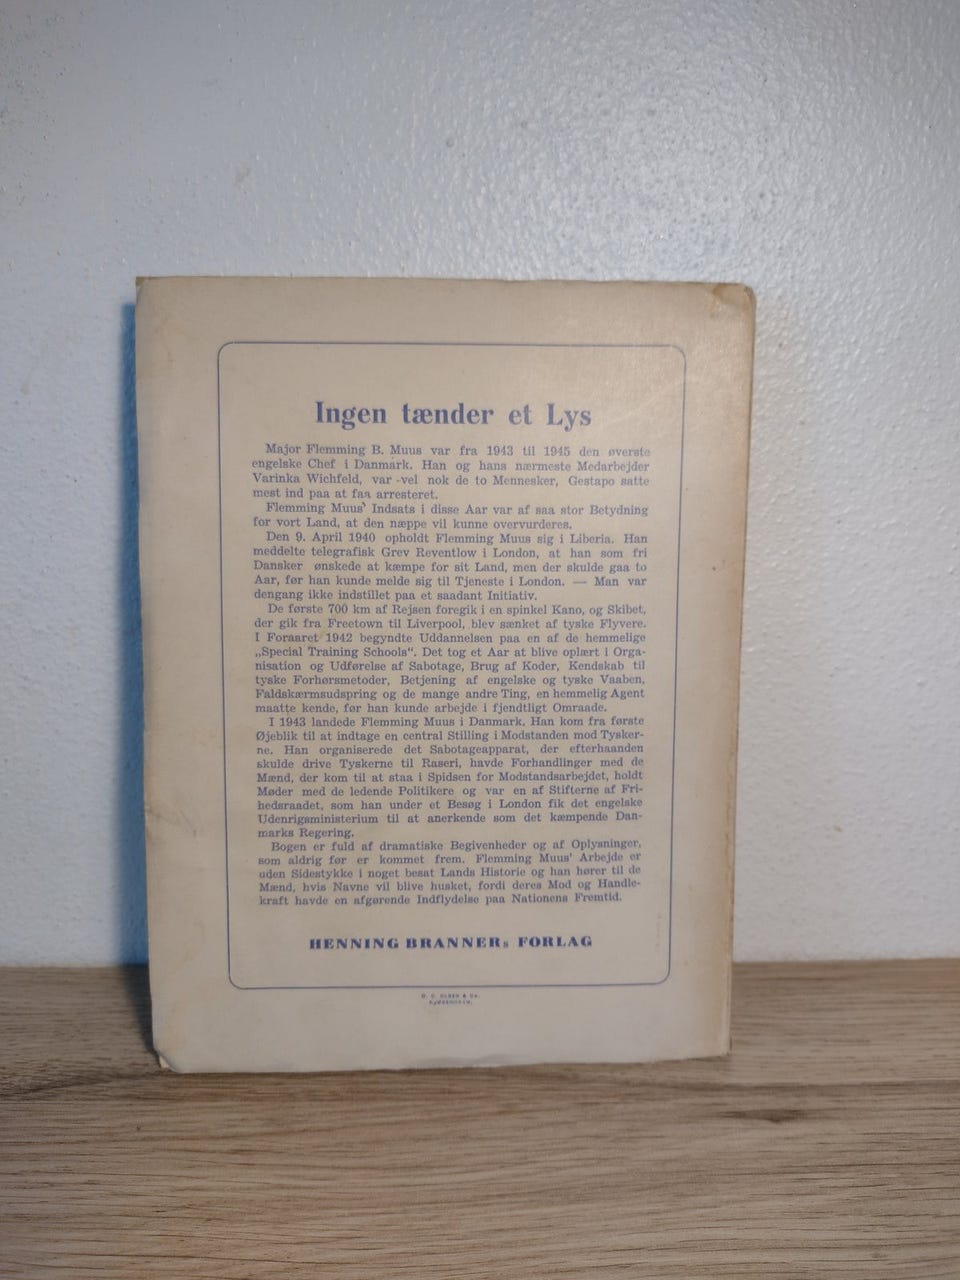 Ingen tænder et Lys
Major Flemming B. Muus var fra 1943 til 1945 den øverste
engelske Chef i Danmark. Han og hans nærmeste Medarbejder
Varinka Wichfeld, var vel nok de to Mennesker, Gestapo satte
mest ind paa at faa arresteret.
Flemming Muus' Indsats i disse Aar var af saa stor Betydning
for vort Land, at den næppe vil kunne overvurderes.
Den 9. April 1940 opholdt Flemming Muus sig i Liberia. Han
meddelte telegrafisk Grev Reventlow i London, at han som fri
Dansker ønskede at kæmpe for sit Land, men der skulde gaa to
Aar, før han kunde melde sig til Tjeneste i London. — Man var
dengang ikke indstillet paa et saadant Initiativ.
De første 700 km af Rejsen foregik i en spinkel Kano, og Skibet,
der gik fra Freetown til Liverpool, blev sænket af tyske Flyvere.
I Foraaret 1942 begyndte Uddannelsen paa en af de hemmelige
„Special Training Schools“. Det tog et Aar at blive oplært i Orga-
nisation og Udførelse af Sabotage, Brug af Koder, Kendskab til
tyske Forhørsmetoder, Betjening af engelske og tyske Vaaben,
Faldskærmsudspring og de mange andre Ting, en hemmelig Agent
maatte kende, før han kunde arbejde i fjendtligt Omraade.
I 1943 landede Flemming Muus i Danmark. Han kom fra første
Øjeblik til at indtage en central Stilling i Modstanden mod Tysker-
ne. Han organiserede det Sabotageapparat, der efterhaanden
skulde drive Tyskerne til Raseri, havde Forhandlinger med de
Mænd, der kom til at staa i Spidsen for Modstandsarbejdet, holdt
Møder med de ledende Politikere og var en af Stifterne af Fri-
hedsraadet, som han under et Besøg i London fik det engelske
Udenrigsministerium til at anerkende som det kæmpende Dan-
marks Regering.
Bogen er fuld af dramatiske Begivenheder og af Oplysninger,
som aldrig før er kommet frem. Flemming Muus' Arbejde er
uden Sidestykke i noget besat Lands Historie og han hører til de
Mænd, hvis Navne vil blive husket, fordi deres Mod og Handle-
kraft havde en afgørende Indflydelse paa Nationens Fremtid.
HENNING BRANNERs FORLAG
OLSEN & Co.
KJØBENHAVN.